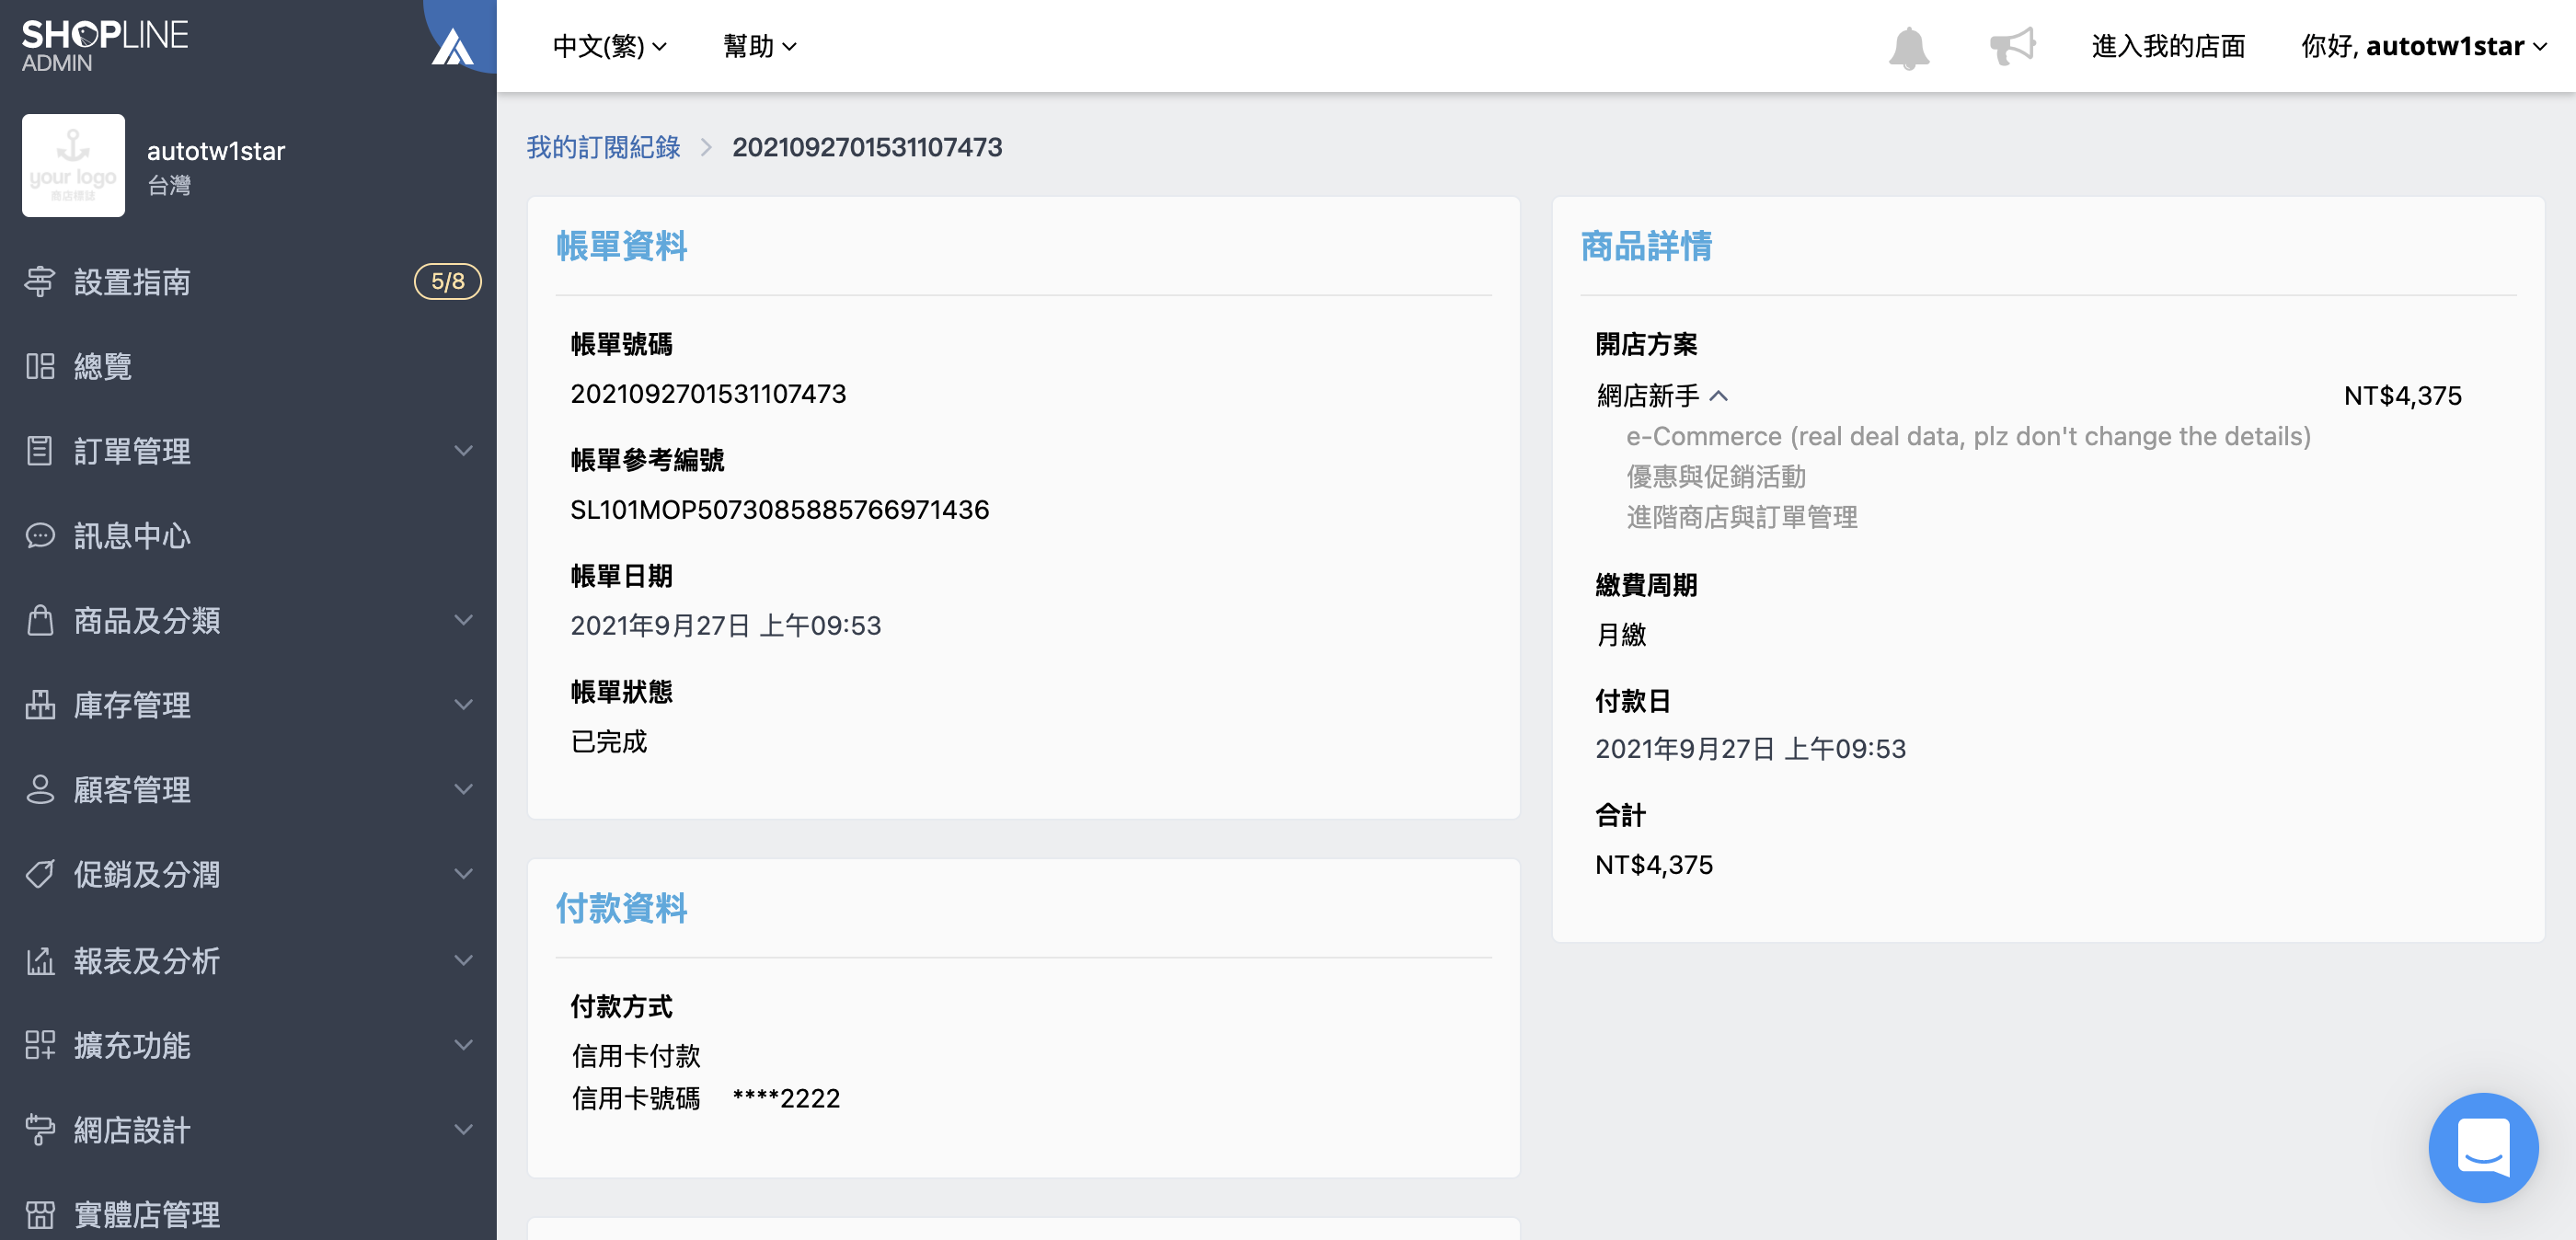 SHOPLINE
ADMIN
中文(繁)
幫助
進入我的店面
你好, autotw1star
your logo
商店標誌
autotw1star
台灣
設置指南
5/8
總覽
訂單管理
訊息中心
商品及分類
庫存管理
顧客管理
促銷及分潤
報表及分析
擴充功能
網店設計
實體店管理
我的訂閱紀錄
2021092701531107473
帳單資料
帳單號碼
2021092701531107473
帳單參考編號
SL101MOP5073085885766971436
帳單日期
2021年9月27日 上午09:53
帳單狀態
已完成
付款資料
付款方式
信用卡付款
信用卡號碼 ****2222
商品詳情
開店方案
網店新手 NT$4,375
e-Commerce (real deal data, plz don't change the details)
優惠與促銷活動
進階商店與訂單管理
繳費周期
月繳
付款日
2021年9月27日 上午09:53
合計
NT$4,375